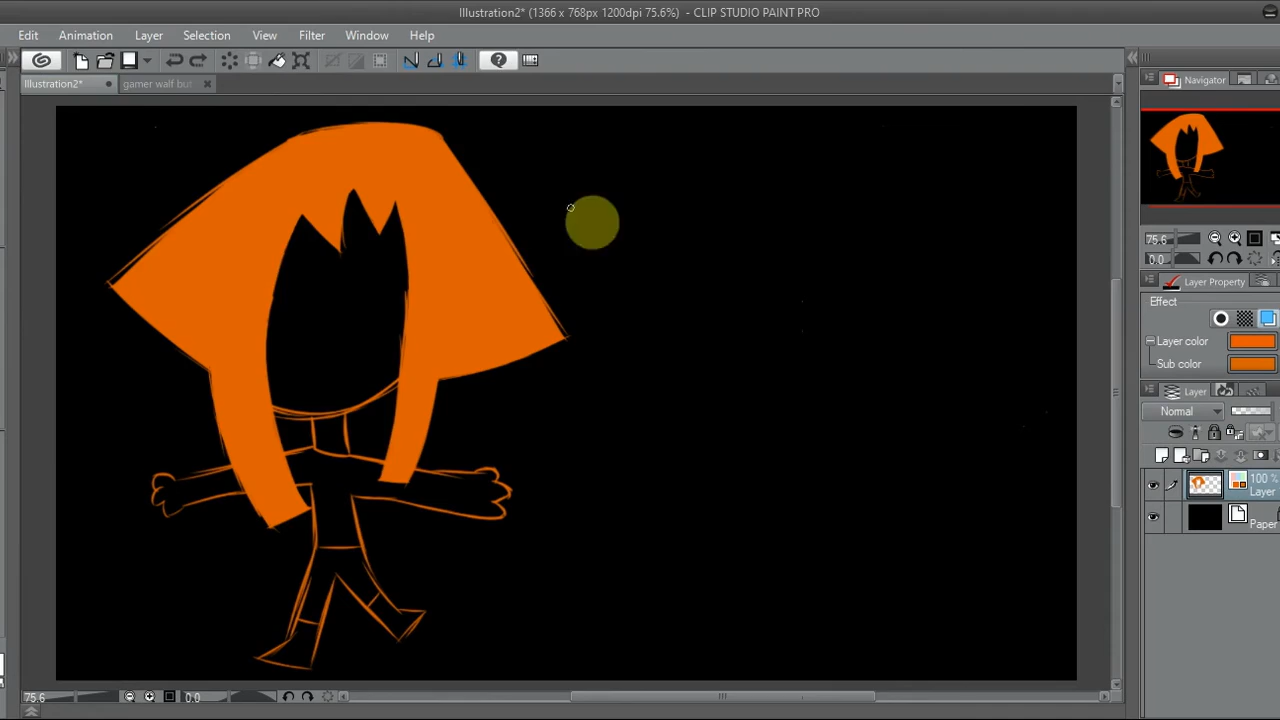 Illustration2* (1366 x 768px 1200dpi 75.6%) - CLIP STUDIO PAINT PRO
Edit Animation Layer Selection View Filter Window Help
Illustration2* gamer walf but
Navigator
75.6
0.0
Layer Property
Effect
Layer color
Sub color
Layer
Normal
100 %
Layer
Paper
75.6 0.0